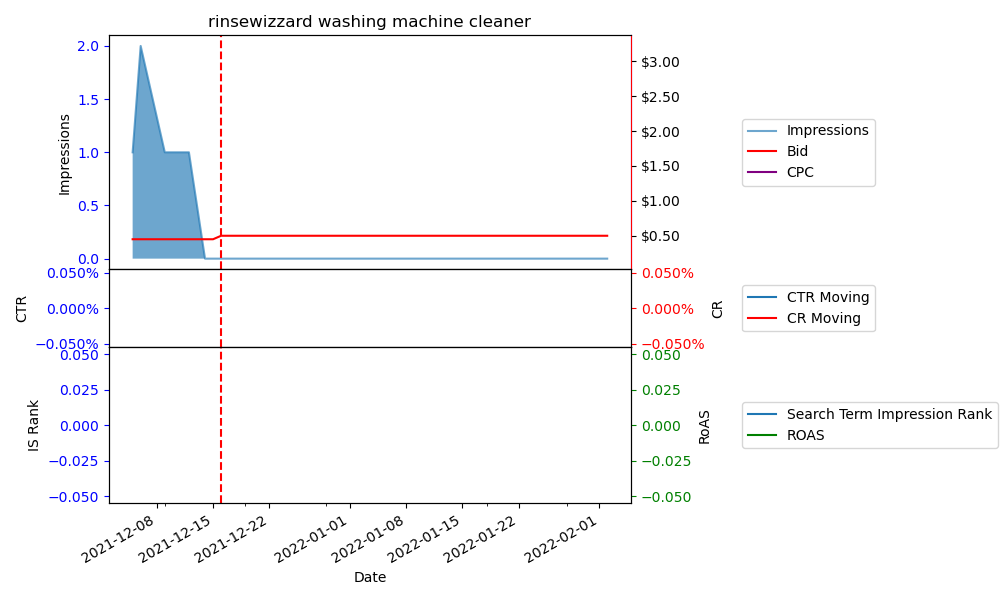 rinsewizzard washing machine cleaner
Impressions
2.0
1.5
1.0
0.5
0.0
$3.00
$2.50
$2.00
$1.50
$1.00
$0.50
Impressions
Bid
CPC
CTR
0.050%
0.000%
−0.050%
0.050%
0.000%
−0.050%
CR
CTR Moving
CR Moving
IS Rank
0.050
0.025
0.000
−0.025
−0.050
0.050
0.025
0.000
−0.025
−0.050
RoAS
Search Term Impression Rank
ROAS
2021-12-08
2021-12-15
2021-12-22
2022-01-01
2022-01-08
2022-01-15
2022-01-22
2022-02-01
Date